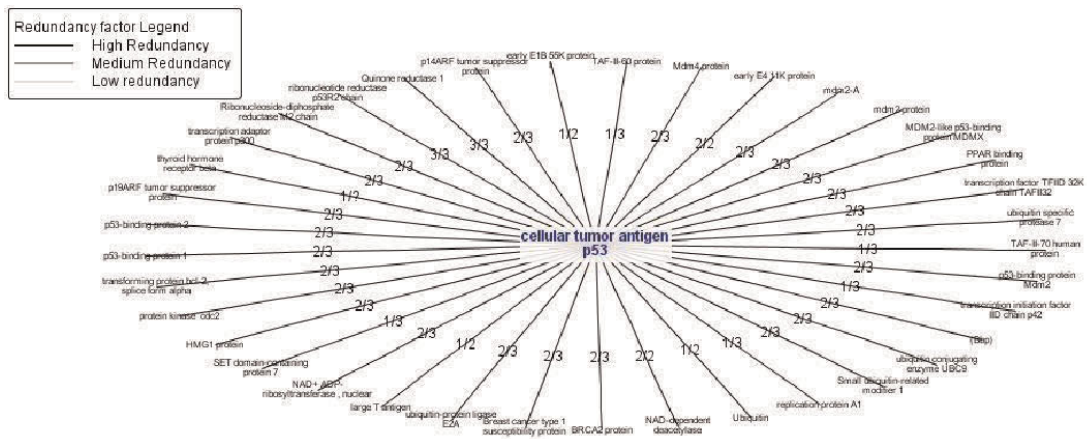 Redundancy factor Legend
High Redundancy
Medium Redundancy
Low redundancy
early E1B 55K protein
TAF-II-60 protein
p14ARF tumor suppressor
protein
Mdm4 protein
Quinone reductase 1
early E4 11K protein
ribonucleotide reductase
p53R2 chain
mdm2-A
Ribonucleoside-diphosphate
reductase M2 chain
mdm2 protein
transcription adaptor
protein p300
MDM2-like p53-binding
protein MDMX
thyroid hormone
receptor beta
PPAR binding
protein
p19ARF tumor suppressor
protein
transcription factor TFIID 32K
chain TAFII32
p53-binding protein 2
ubiquitin specific
protease 7
p53-binding protein 1
TAF-II-70 human
protein
transforming protein bcl-2,
splice form alpha
p53-binding protein
Mdm2
protein kinase cdc2
transcription initiation factor
IID chain p42
HMG1 protein
SET domain-containing
protein 7
ubiquitin conjugating
enzyme UBC9
NAD+ ADP-
ribosyltransferase , nuclear
Small ubiquitin-related
modifier 1
large T antigen
replication protein A1
ubiquitin-protein ligase
E2A
Ubiquitin
Breast cancer type 1
susceptibility protein
BRCA2 protein
NAD-dependent
deacetylase
cellular tumor antigen
p53
2/3
1/2
1/3
2/3
2/2
2/3
2/3
2/3
2/3
2/3
2/3
1/3
2/3
1/3
2/3
2/3
2/3
1/3
1/2
2/2
2/3
2/3
2/3
1/2
2/3
1/3
2/3
2/3
2/3
2/3
2/3
2/3
1/?
2/3
2/3
3/3
3/3